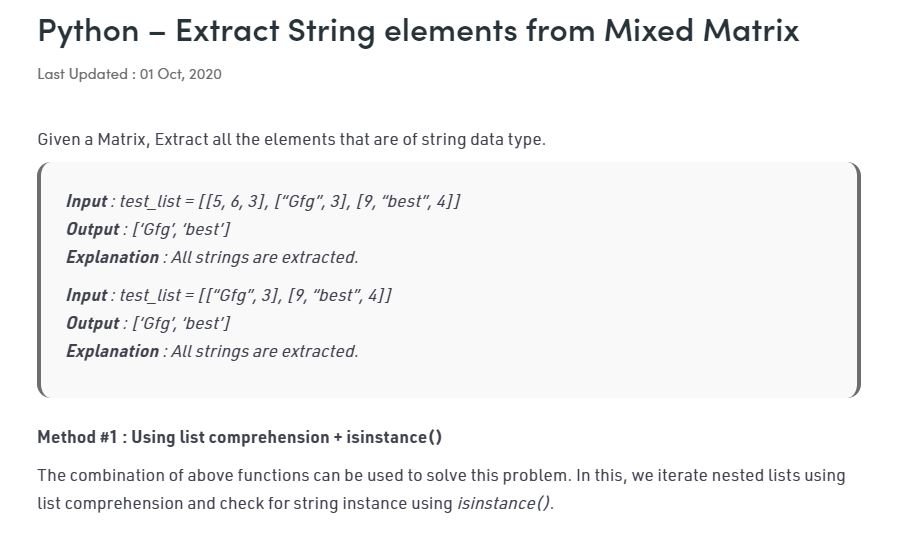 Python – Extract String elements from Mixed Matrix
Last Updated : 01 Oct, 2020
Given a Matrix, Extract all the elements that are of string data type.
Input : test_list = [[5, 6, 3], [“Gfg”, 3], [9, “best”, 4]]
Output : [‘Gfg’, ‘best’]
Explanation : All strings are extracted.
Input : test_list = [[“Gfg”, 3], [9, “best”, 4]]
Output : [‘Gfg’, ‘best’]
Explanation : All strings are extracted.
Method #1 : Using list comprehension + isinstance()
The combination of above functions can be used to solve this problem. In this, we iterate nested lists using
list comprehension and check for string instance using isinstance().